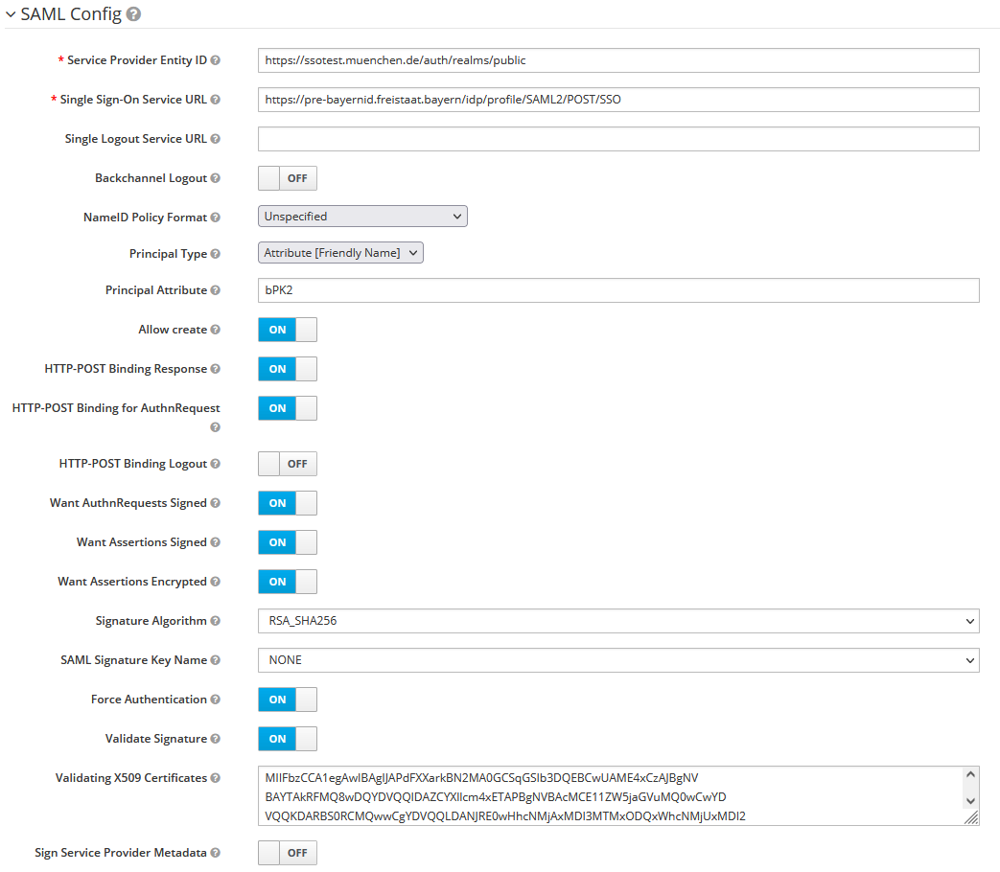 SAML Config
* Service Provider Entity ID https://ssotest.muenchen.de/auth/realms/public
* Single Sign-On Service URL https://pre-bayernid.freistaat.bayern/idp/profile/SAML2/POST/SSO
Single Logout Service URL
Backchannel Logout OFF
NameID Policy Format Unspecified
Principal Type Attribute [Friendly Name]
Principal Attribute bPK2
Allow create ON
HTTP-POST Binding Response ON
HTTP-POST Binding for AuthnRequest ON
HTTP-POST Binding Logout OFF
Want AuthnRequests Signed ON
Want Assertions Signed ON
Want Assertions Encrypted ON
Signature Algorithm RSA_SHA256
SAML Signature Key Name NONE
Force Authentication ON
Validate Signature ON
Validating X509 Certificates MIIFbzCCA1egAwIBAgIJAPdFXXarkBN2MA0GCSqGSIb3DQEBCwUAME4xCzAJBgNV
BAYTAkRFMQ8wDQYDVQQIDAZCYXllcm4xETAPBgNVBAcMCE11ZW5jaGVuMQ0wCwYD
VQQKDARBS0RCMQwwCgYDVQQLDANJRE0wHhcNMjAxMDI3MTMxODQxWhcNMjUxMDI2
Sign Service Provider Metadata OFF